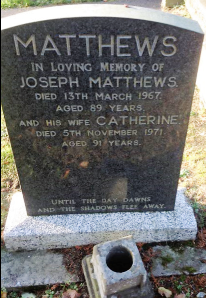 MATTHEWS
IN LOVING MEMORY OF
JOSEPH MATTHEWS
DIED 13TH MARCH 1967
AGED 89 YEARS
AND HIS WIFE CATHERINE
DIED 5TH NOVEMBER 1971
AGED 91 YEARS.
UNTIL THE DAY DAWNS
AND THE SHADOWS FLEE AWAY.